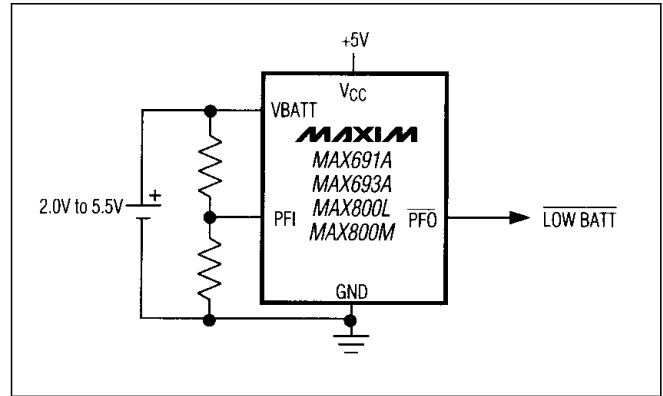 +5V
VCC
VBATT
MAXIM
MAX691A
MAX693A
MAX800L
MAX800M
2.0V to 5.5V
+
PFI
PFO
LOW BATT
GND